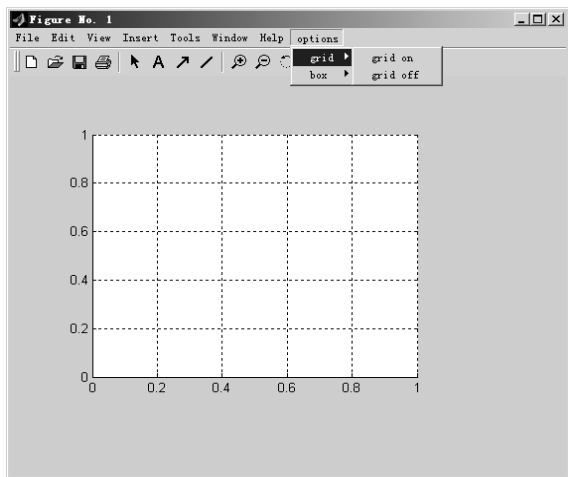 Figure No. 1
File Edit View Insert Tools Window Help options
grid grid on
box grid off
1
0.8
0.6
0.4
0.2
0
0 0.2 0.4 0.6 0.8 1